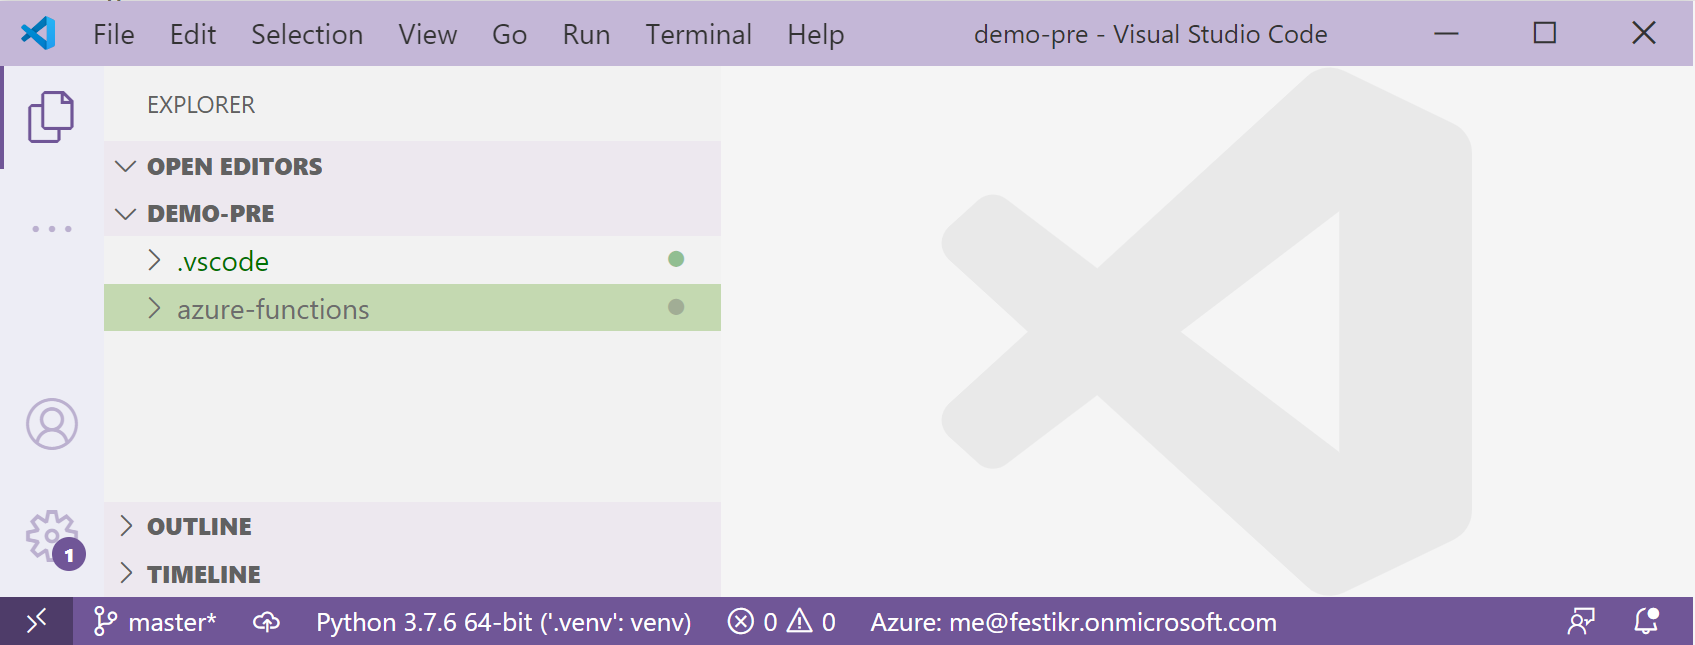 File Edit Selection View Go Run Terminal Help demo-pre - Visual Studio Code
EXPLORER
OPEN EDITORS
DEMO-PRE
.vscode
azure-functions
OUTLINE
1
TIMELINE
master* Python 3.7.6 64-bit ('.venv': venv) 0 0 Azure: me@festikr.onmicrosoft.com